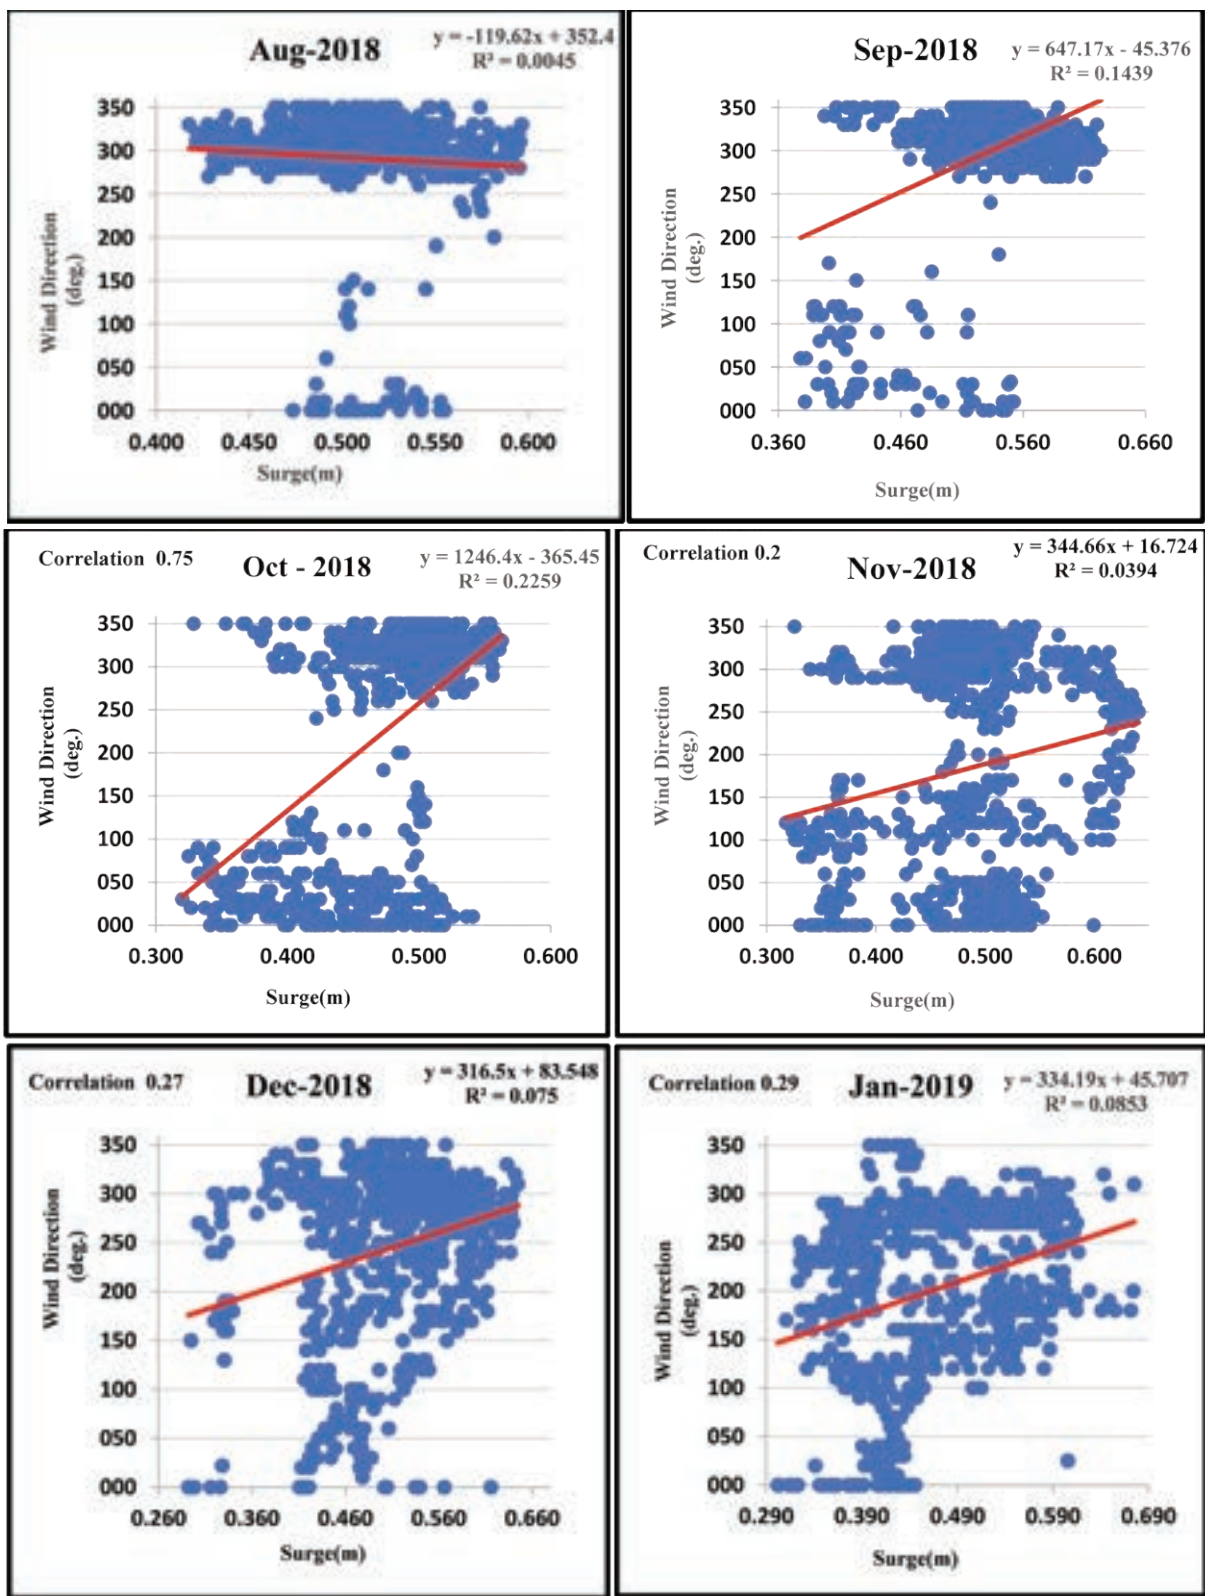 Aug-2018
y = -119.62x + 352.4
R² = 0.0045
350
300
250
200
150
100
050
000
Wind Direction
(deg.)
0.400 0.450 0.500 0.550 0.600
Surge(m)
Sep-2018
y = 647.17x - 45.376
R² = 0.1439
350
300
250
200
150
100
050
000
Wind Direction
(deg.)
0.360 0.460 0.560 0.660
Surge(m)
Correlation 0.75
Oct - 2018
y = 1246.4x - 365.45
R² = 0.2259
350
300
250
200
150
100
050
000
Wind Direction
(deg.)
0.300 0.400 0.500 0.600
Surge(m)
Correlation 0.2
Nov-2018
y = 344.66x + 16.724
R² = 0.0394
350
300
250
200
150
100
050
000
Wind Direction
(deg.)
0.300 0.400 0.500 0.600
Surge(m)
Correlation 0.27
Dec-2018
y = 316.5x + 83.548
R² = 0.075
350
300
250
200
150
100
050
000
Wind Direction
(deg.)
0.260 0.360 0.460 0.560 0.660
Surge(m)
Correlation 0.29
Jan-2019
y = 334.19x + 45.707
R² = 0.0853
350
300
250
200
150
100
050
000
Wind Direction
(deg.)
0.290 0.390 0.490 0.590 0.690
Surge(m)